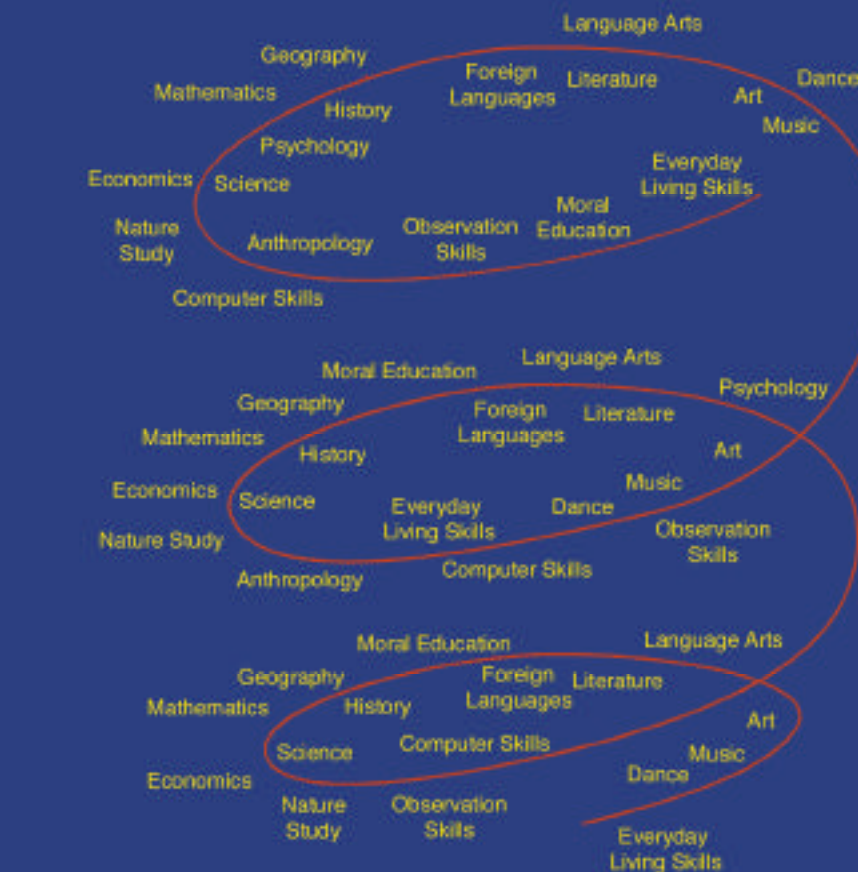 Language Arts
Geography
Foreign
Languages
Literature
Dance
Mathematics
Art
History
Music
Psychology
Everyday
Living Skills
Economics
Science
Moral
Education
Nature
Study
Anthropology
Observation
Skills
Computer Skills
Language Arts
Moral Education
Psychology
Geography
Foreign
Languages
Literature
Mathematics
History
Art
Music
Economics
Science
Everyday
Living Skills
Dance
Nature Study
Observation
Skills
Anthropology
Computer Skills
Moral Education
Language Arts
Geography
Foreign
Languages
Literature
Mathematics
History
Art
Science
Computer Skills
Music
Dance
Economics
Nature
Study
Observation
Skills
Everyday
Living Skills